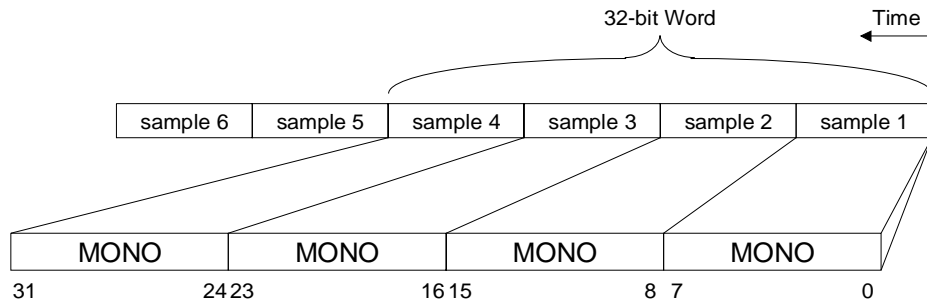 32-bit Word Time
sample 6 sample 5 sample 4 sample 3 sample 2 sample 1
MONO MONO MONO MONO
31 24 23 16 15 8 7 0